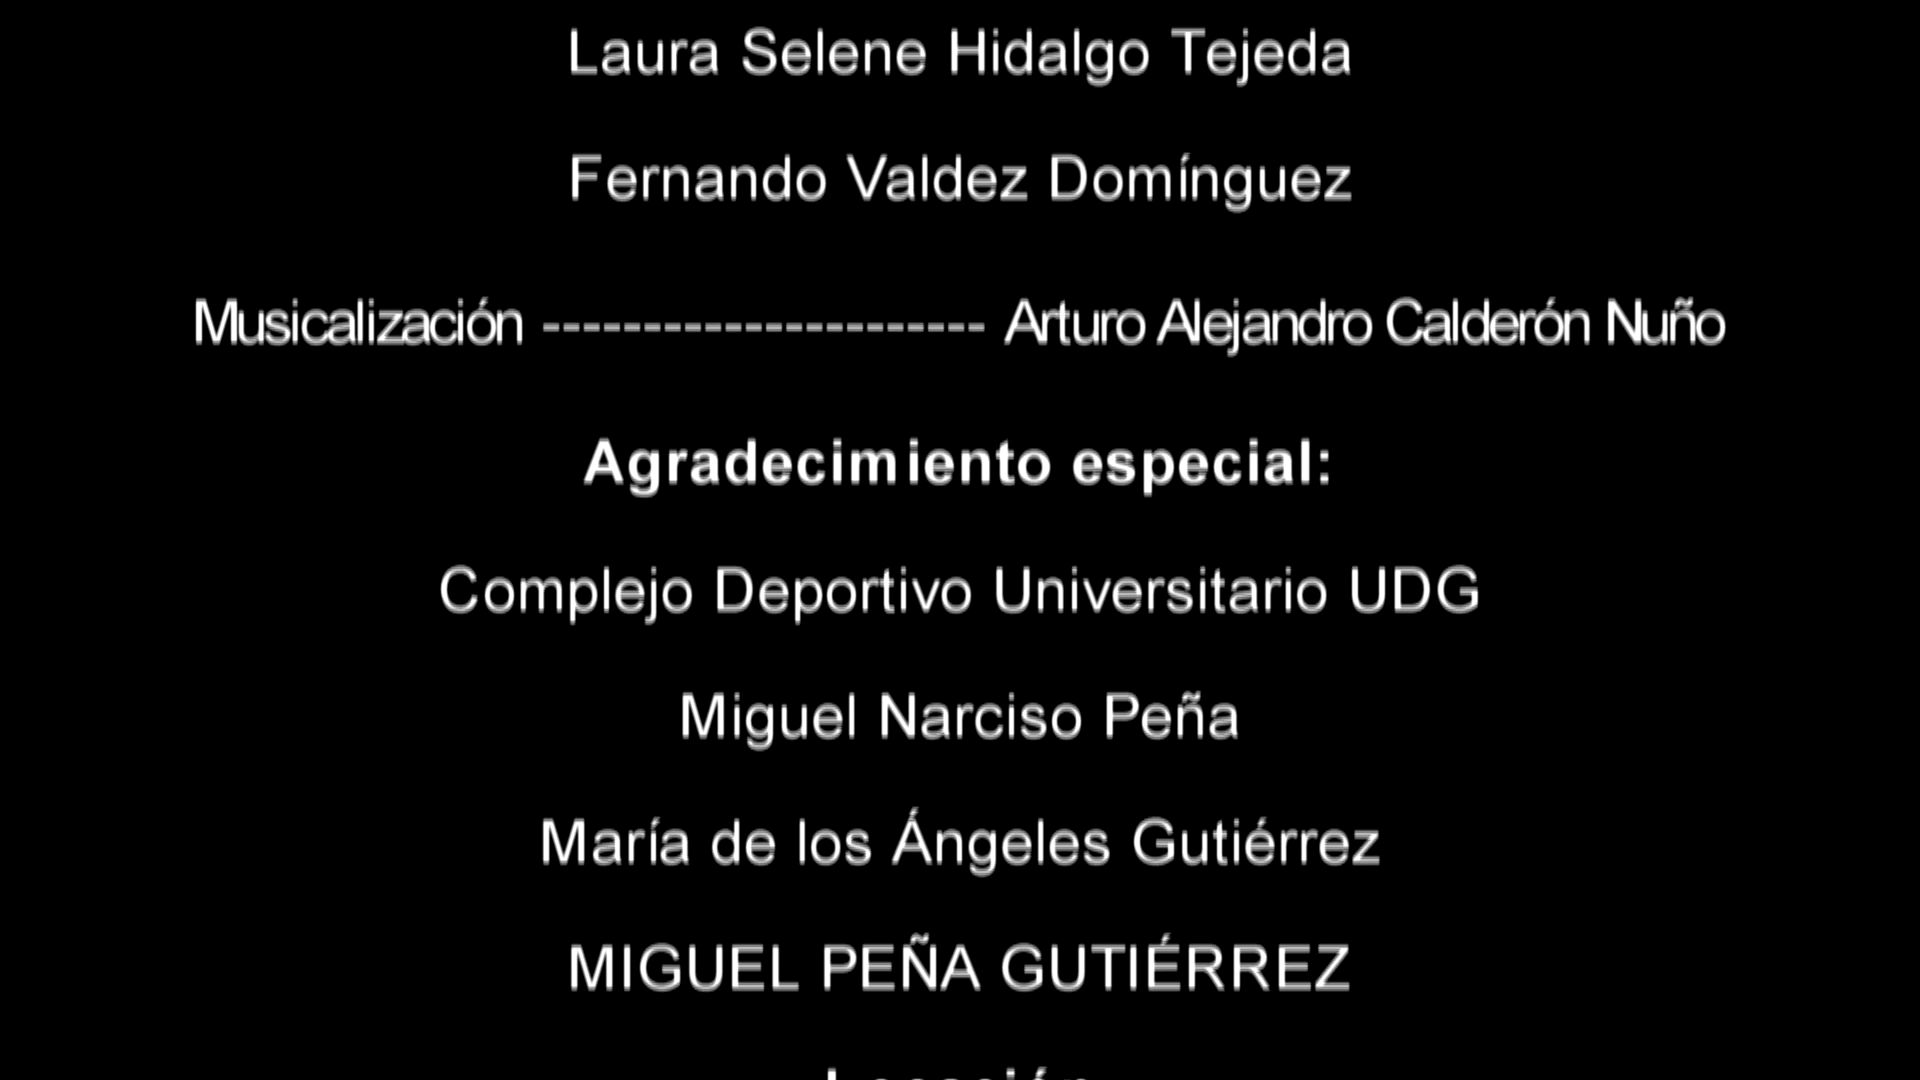 Laura Selene Hidalgo Tejeda
Fernando Valdez Domínguez
Musicalización ---------------------- Arturo Alejandro Calderón Nuño
Agradecimiento especial:
Complejo Deportivo Universitario UDG
Miguel Narciso Peña
María de los Ángeles Gutiérrez
MIGUEL PEÑA GUTIÉRREZ